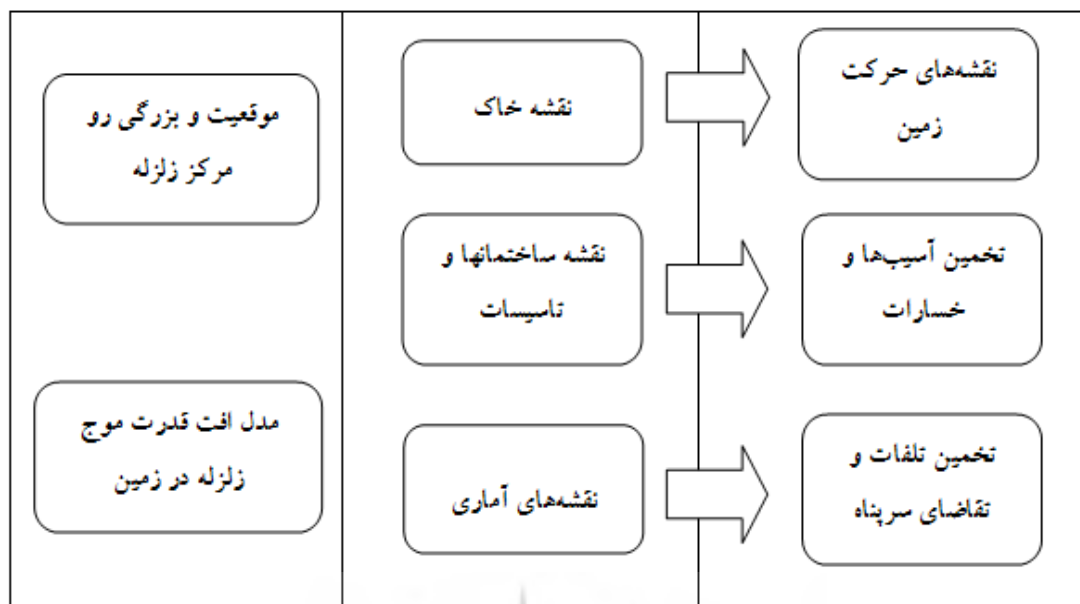 موقعیت و بزرگی رو
مرکز زلزله
مدل افت قدرت موج
زلزله در زمین
نقشه خاک
نقشه ساختمانها و
تاسیسات
نقشه‌های آماری
نقشه‌های حرکت
زمین
تخمین آسیب‌ها و
خسارات
تخمین تلفات و
تقاضای سرپناه